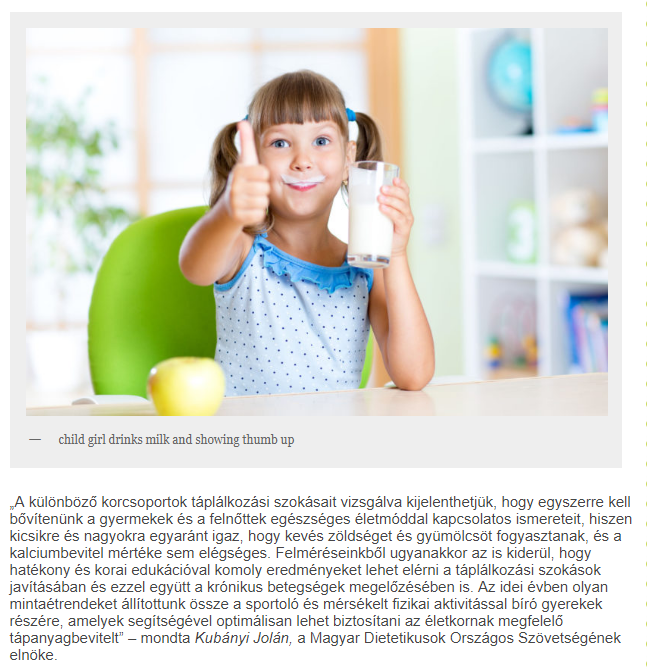 — child girl drinks milk and showing thumb up
„A különböző korcsoportok táplálkozási szokásait vizsgálva kijelenthetjük, hogy egyszerre kell
bővítenünk a gyermekek és a felnőttek egészséges életmóddal kapcsolatos ismereteit, hiszen
kicsikre és nagyokra egyaránt igaz, hogy kevés zöldséget és gyümölcsöt fogyasztanak, és a
kalciumbevitel mértéke sem elégséges. Felméréseinkből ugyanakkor az is kiderül, hogy
hatékony és korai edukációval komoly eredményeket lehet elérni a táplálkozási szokások
javításában és ezzel együtt a krónikus betegségek megelőzésében is. Az idei évben olyan
mintaétrendeket állítottunk össze a sportoló és mérsékelt fizikai aktivitással bíró gyerekek
részére, amelyek segítségével optimálisan lehet biztosítani az életkornak megfelelő
tápanyagbevitelt” – mondta Kubányi Jolán, a Magyar Dietetikusok Országos Szövetségének
elnöke.